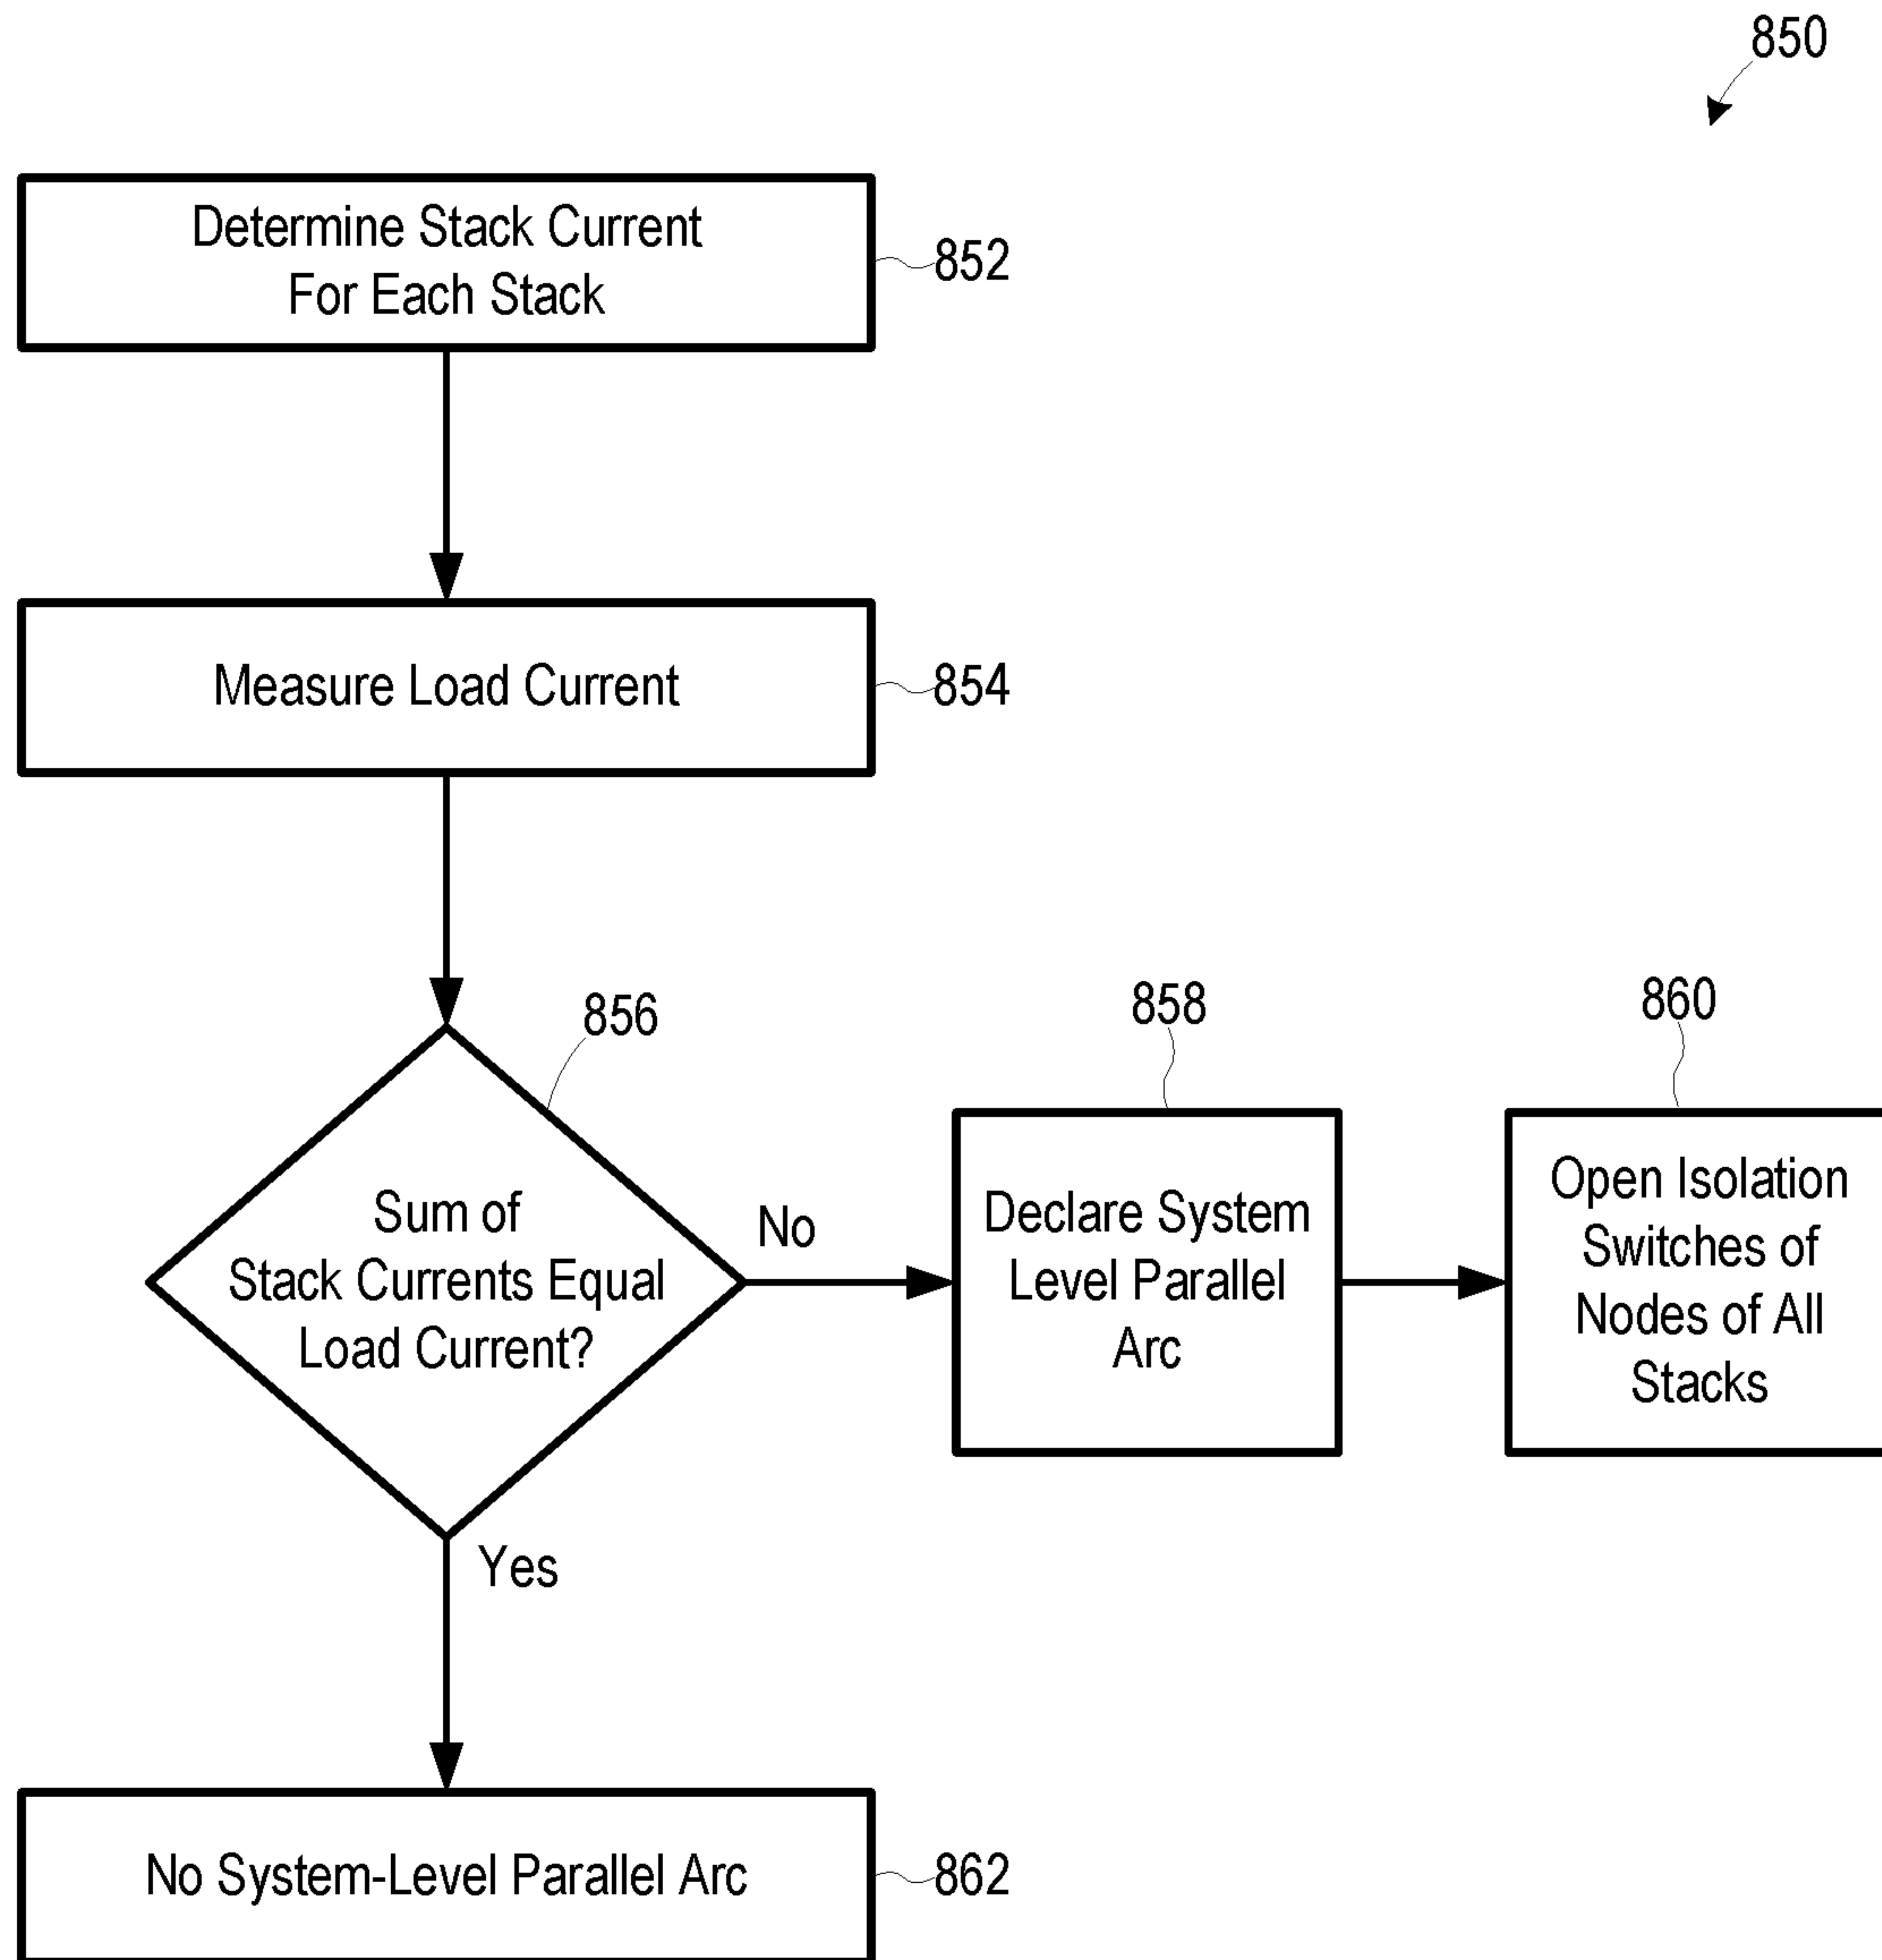 850
Determine Stack Current
For Each Stack
852
Measure Load Current
854
856
Sum of
Stack Currents Equal
Load Current?
No
858
Declare System
Level Parallel
Arc
860
Open Isolation
Switches of
Nodes of All
Stacks
Yes
No System-Level Parallel Arc
862